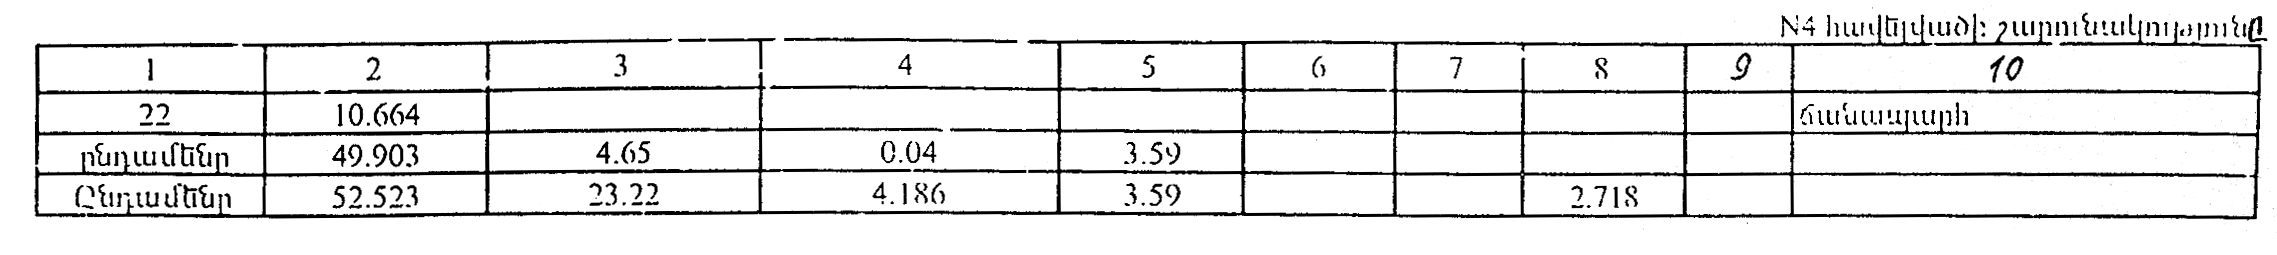 N4 հավելվածի շարունակությունը
1 2 3 4 5 6 7 8 9 10
22 10.664 ճանապարհ
ընդամենը 49.903 4.65 0.04 3.59
Ընդամենը 52.523 23.22 4.186 3.59 2.718